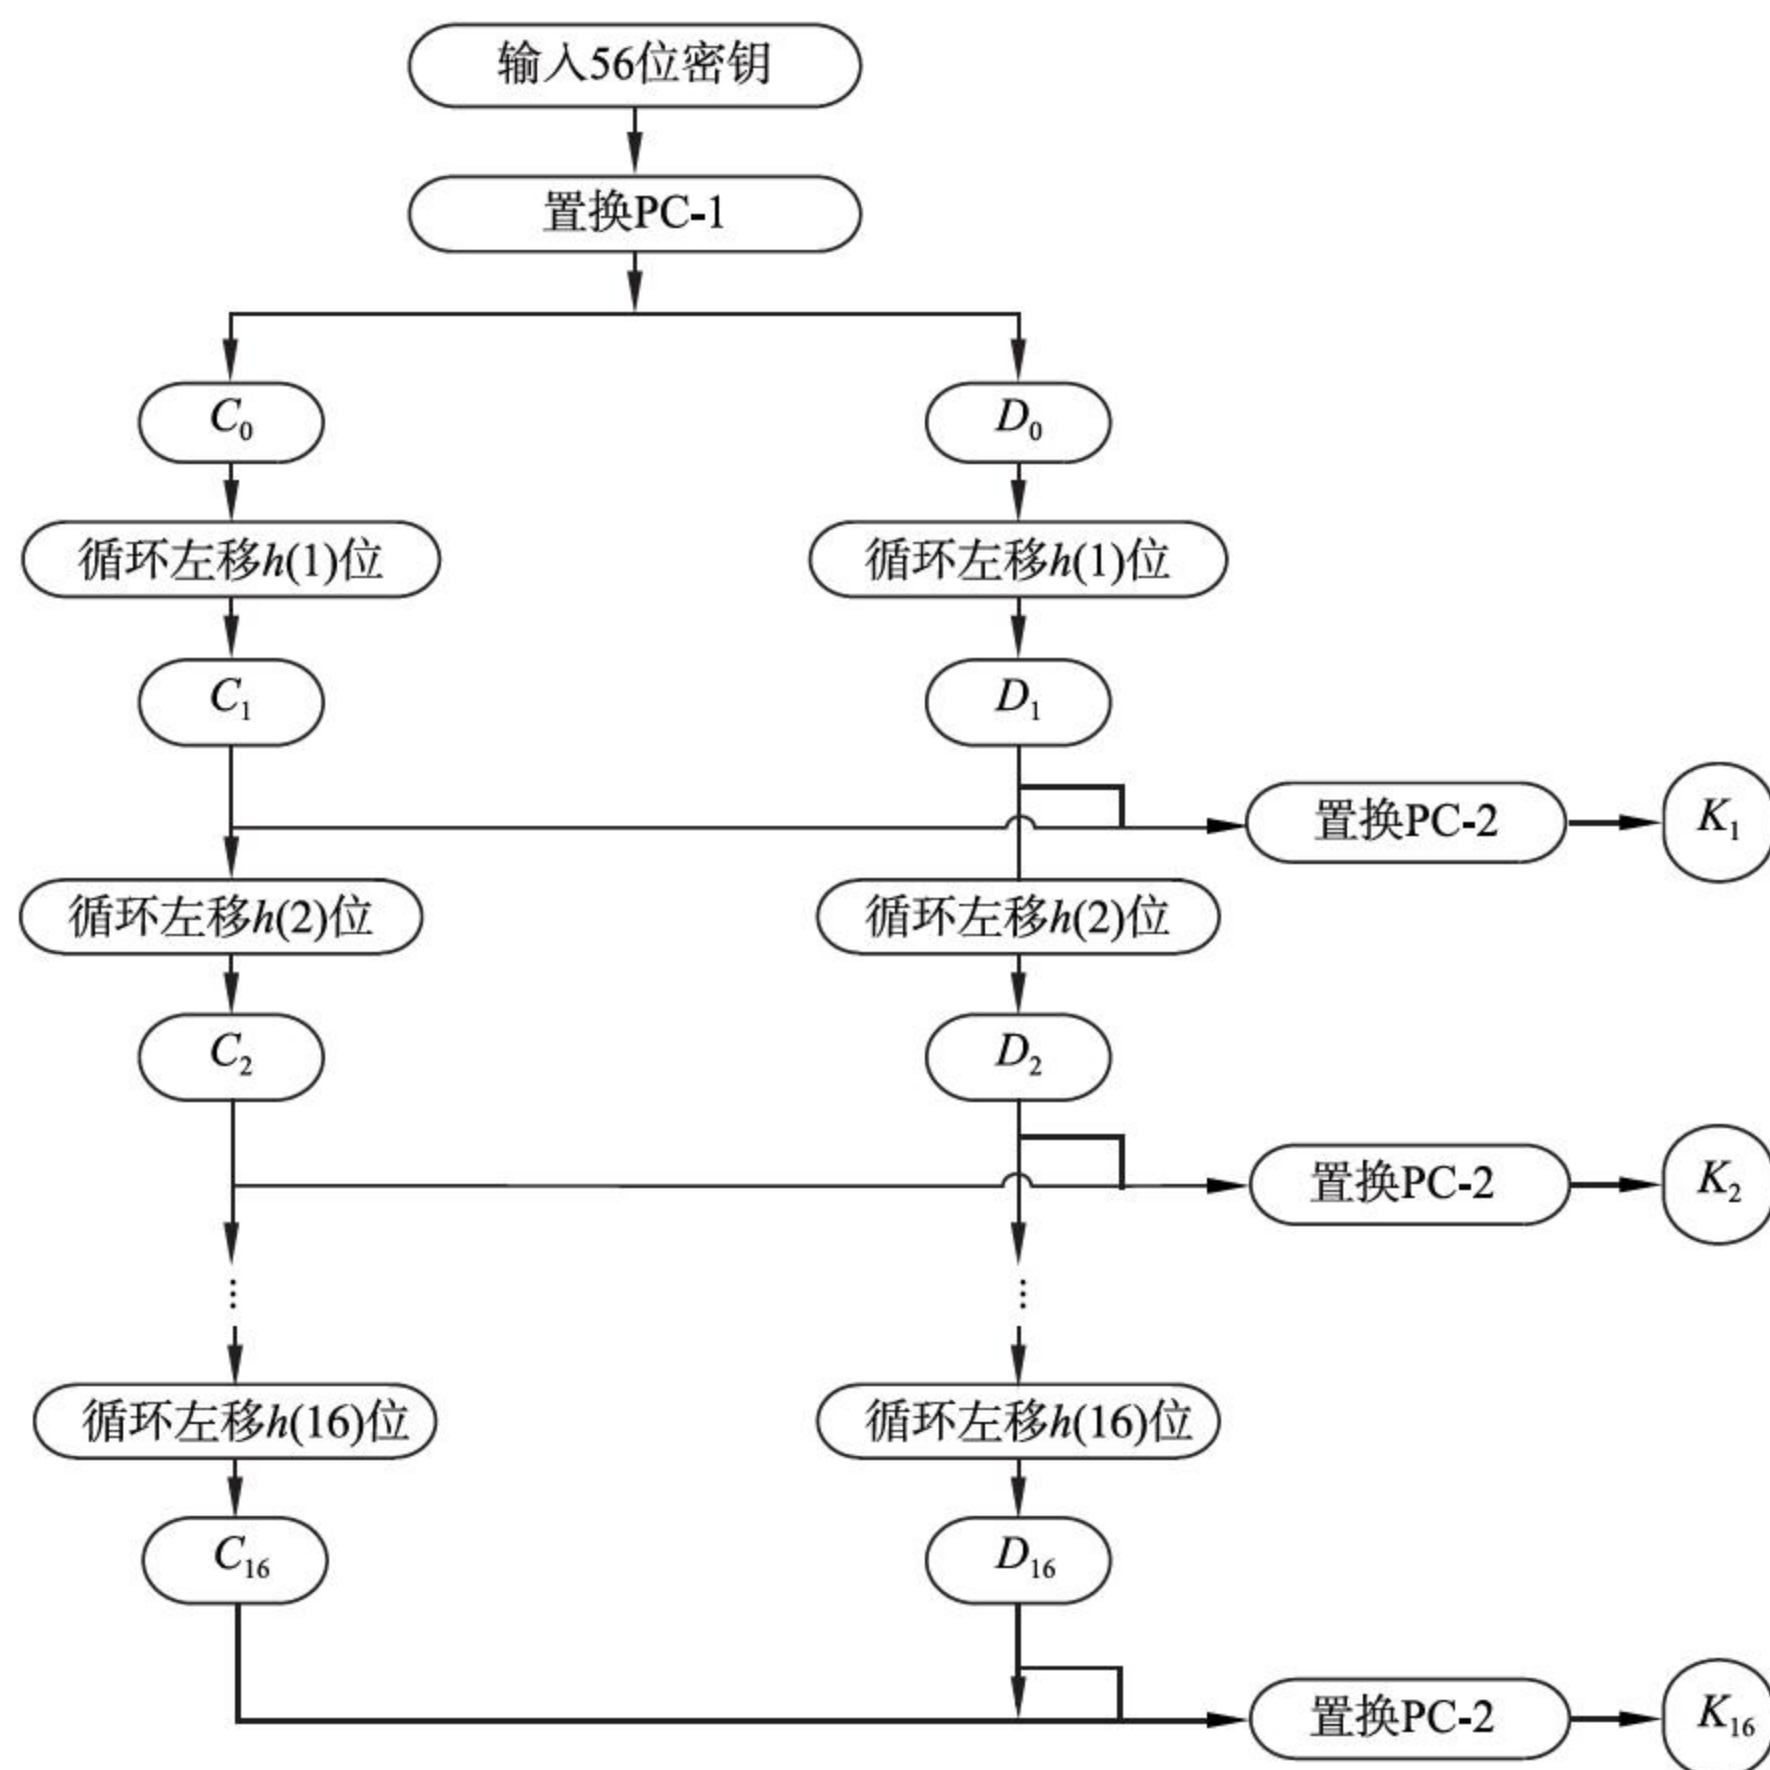 输入56位密钥
置换PC-1
C₀ D₀
循环左移h(1)位 循环左移h(1)位
C₁ D₁
置换PC-2 K₁
循环左移h(2)位 循环左移h(2)位
C₂ D₂
置换PC-2 K₂
⋮ ⋮
循环左移h(16)位 循环左移h(16)位
C₁₆ D₁₆
置换PC-2 K₁₆